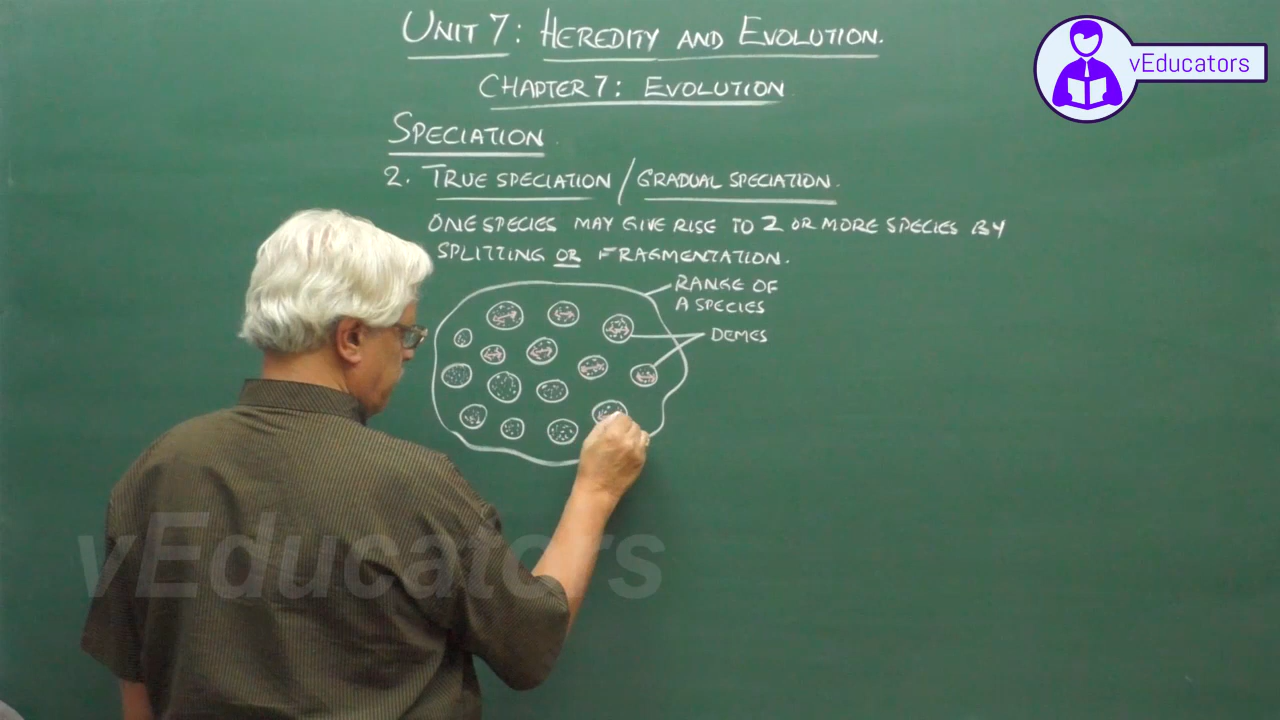 UNIT 7: HEREDITY AND EVOLUTION.
vEducators
CHAPTER 7: EVOLUTION
SPECIATION
2. TRUE SPECIATION / GRADUAL SPECIATION.
ONE SPECIES MAY GIVE RISE TO 2 OR MORE SPECIES BY
SPLITTING OR FRAGMENTATION.
RANGE OF
A SPECIES
DEMES
vEducators